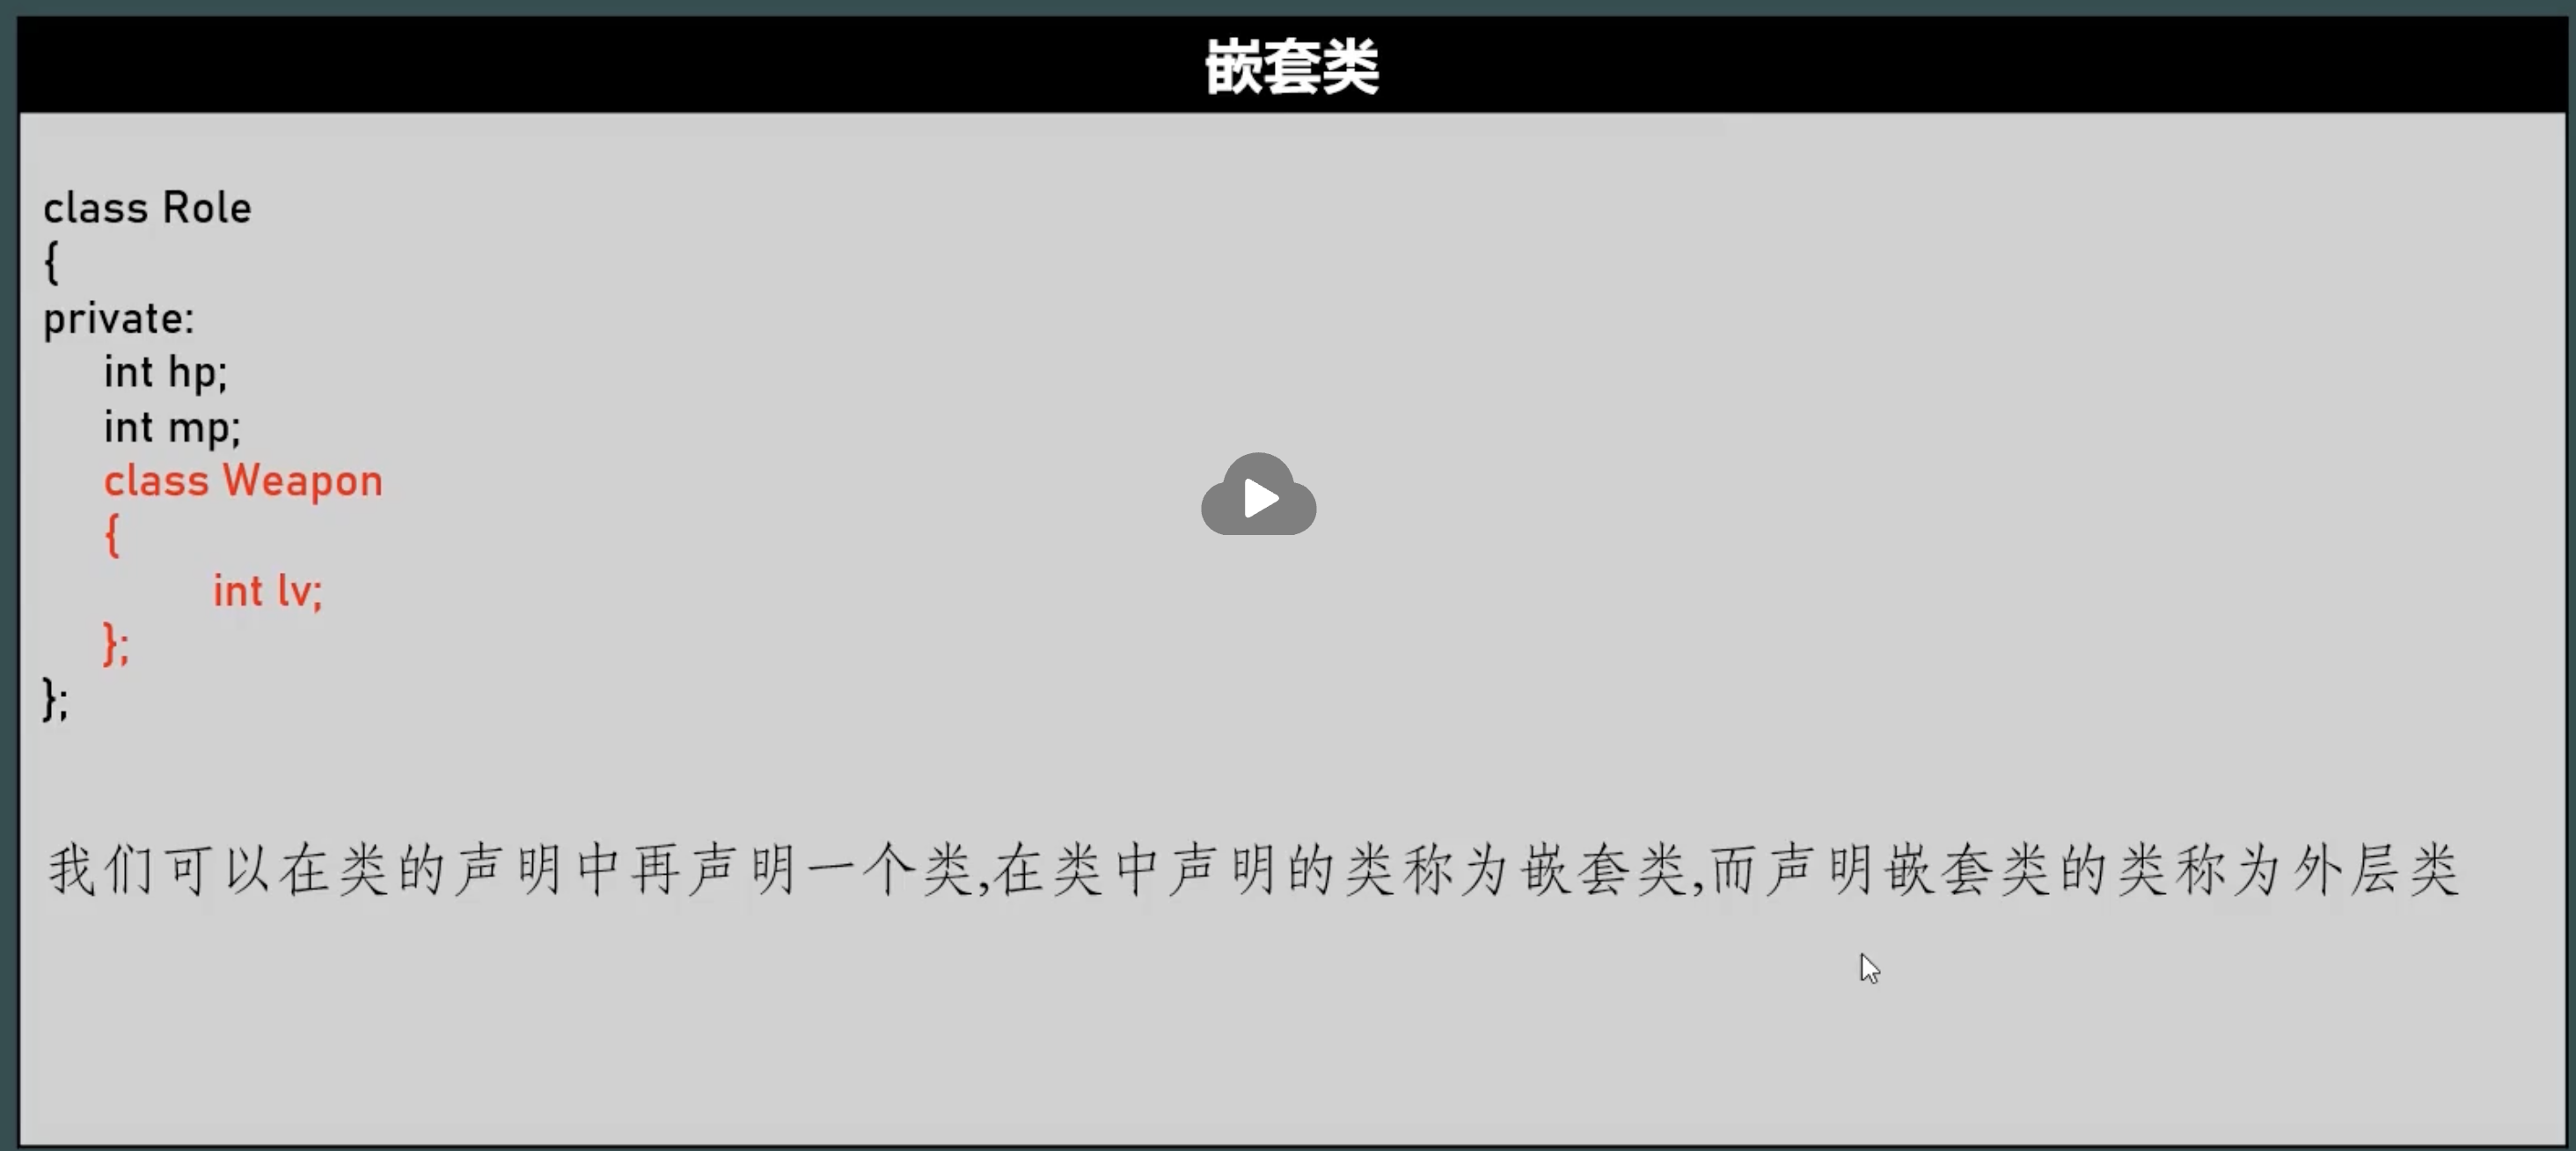 嵌套类
class Role
{
private:
int hp;
int mp;
class Weapon
{
int lv;
};
};
我们可以在类的声明中再声明一个类,在类中声明的类称为嵌套类,而声明嵌套类的类称为外层类